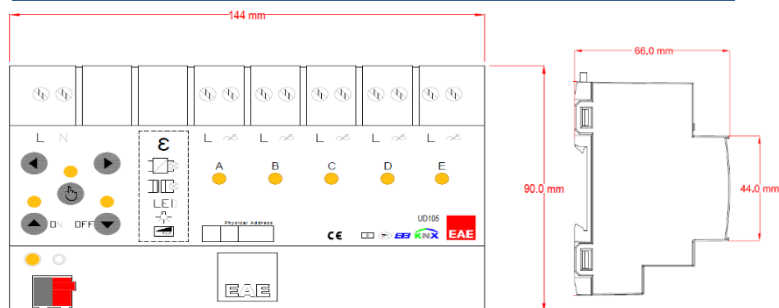 144 mm
66,0 mm
L N
L L L L L
ε
A B C D E
LED
90.0 mm
44.0 mm
ON OFF
Physical Address
UD105
CE EIB KNX EAE
EAE